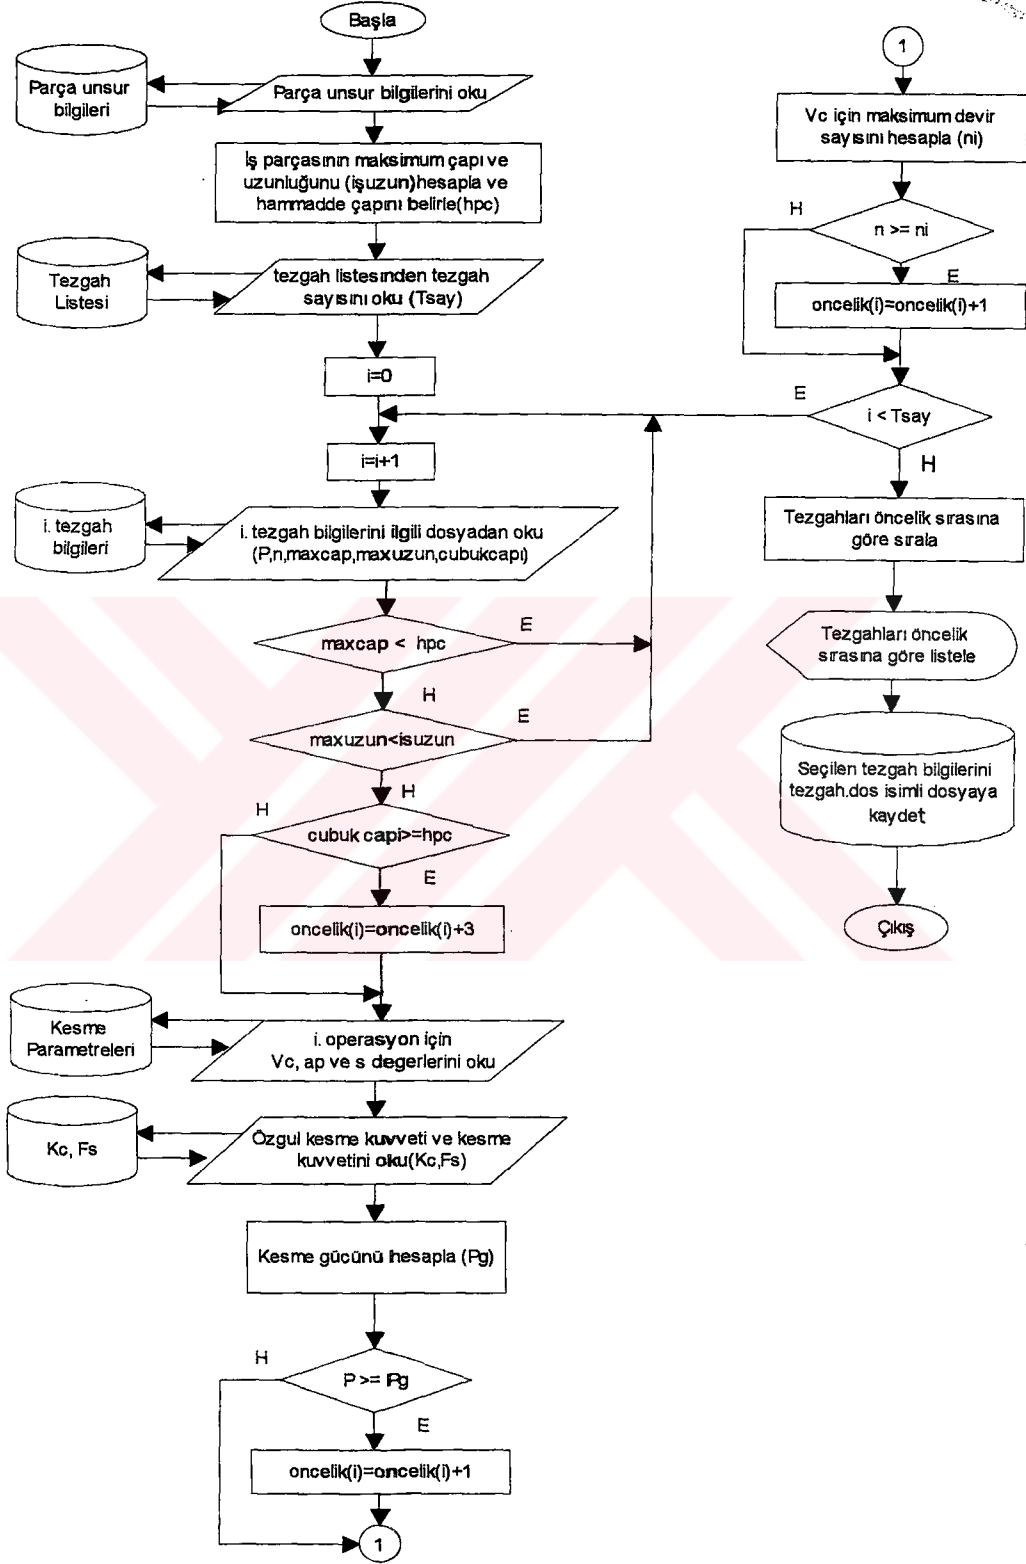 Başla
Parça unsur
bilgileri
Parça unsur bilgilerini oku
İş parçasının maksimum çapı ve
uzunluğunu (işuzun)hesapla ve
hammadde çapını belirle(hpc)
Tezgah
Listesi
tezgah listesinden tezgah
sayısını oku (Tsay)
i=0
i=i+1
i. tezgah
bilgileri
i. tezgah bilgilerini ilgili dosyadan oku
(P,n,maxcap,maxuzun,cubukcapı)
maxcap < hpc
E
H
maxuzun<isuzun
E
H
H
cubuk capi>=hpc
E
oncelik(i)=oncelik(i)+3
Kesme
Parametreleri
i. operasyon için
Vc, ap ve s degerlerini oku
Kc, Fs
Özgul kesme kuvveti ve kesme
kuvvetini oku(Kc,Fs)
Kesme gücünü hesapla (Pg)
H
P >= Pg
E
oncelik(i)=oncelik(i)+1
1
1
Vc için maksimum devir
sayısını hesapla (ni)
H
n >= ni
E
oncelik(i)=oncelik(i)+1
E
i < Tsay
H
Tezgahları öncelik sırasına
göre sırala
Tezgahları öncelik
sırasına göre listele
Seçilen tezgah bilgilerini
tezgah.dos isimli dosyaya
kaydet
Çıkış